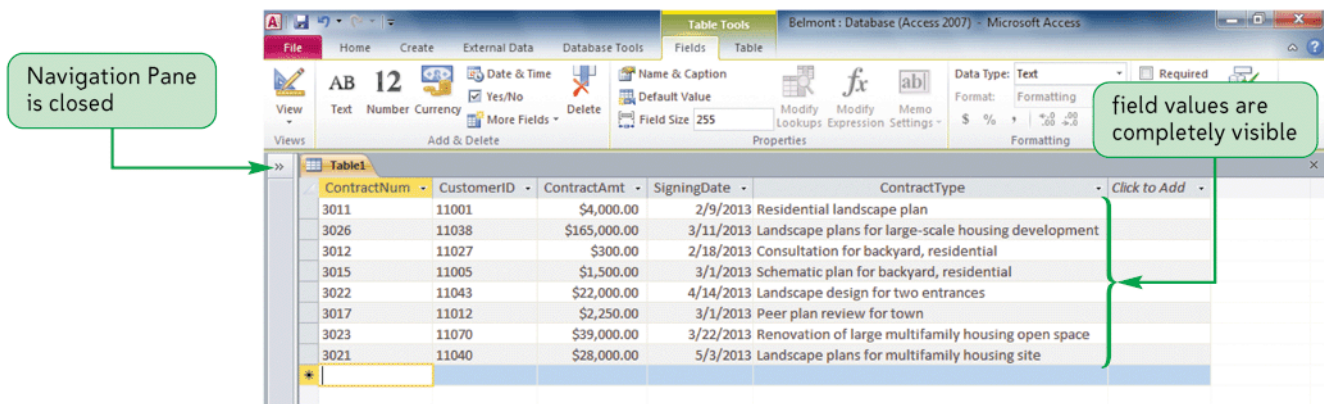 Table Tools
Belmont : Database (Access 2007) - Microsoft Access
File Home Create External Data Database Tools Fields Table
Navigation Pane
is closed
View
Views
AB
Text
12
Number
Currency
Date & Time
Yes/No
More Fields
Delete
Add & Delete
Name & Caption
Default Value
Field Size 255
Modify
Lookups
fx
Modify
Expression
ab
Memo
Settings
Properties
Data Type: Text
Format: Formatting
$ % ,
Formatting
Required
field values are
completely visible
Table1
ContractNum CustomerID ContractAmt SigningDate ContractType Click to Add
3011 11001 $4,000.00 2/9/2013 Residential landscape plan
3026 11038 $165,000.00 3/11/2013 Landscape plans for large-scale housing development
3012 11027 $300.00 2/18/2013 Consultation for backyard, residential
3015 11005 $1,500.00 3/1/2013 Schematic plan for backyard, residential
3022 11043 $22,000.00 4/14/2013 Landscape design for two entrances
3017 11012 $2,250.00 3/1/2013 Peer plan review for town
3023 11070 $39,000.00 3/22/2013 Renovation of large multifamily housing open space
3021 11040 $28,000.00 5/3/2013 Landscape plans for multifamily housing site